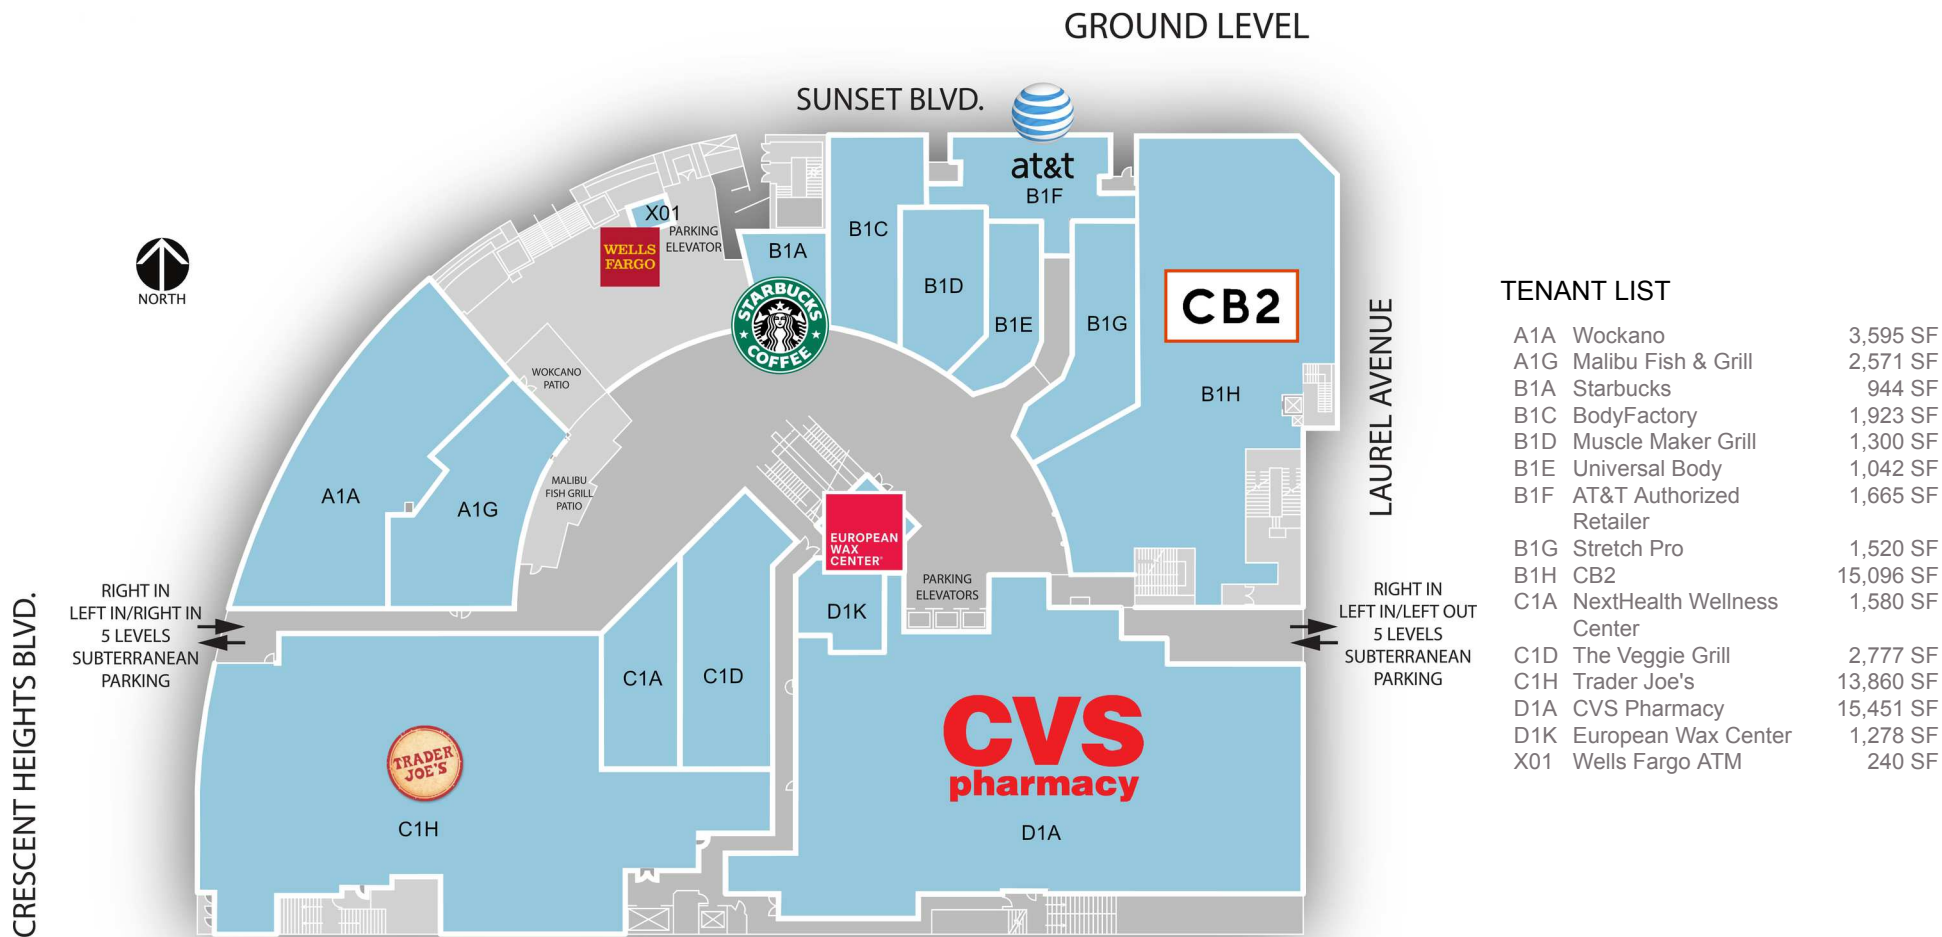 GROUND LEVEL
SUNSET BLVD.
at&t
B1F
X01
PARKING
ELEVATOR
WELLS
FARGO
B1A
STARBUCKS
COFFEE
B1C
B1D
B1E
B1G
CB2
B1H
NORTH
WOKCANO
PATIO
MALIBU
FISH GRILL
PATIO
A1A
A1G
EUROPEAN
WAX
CENTER
PARKING
ELEVATORS
D1K
C1A
C1D
TRADER
JOE'S
C1H
CVS
pharmacy
D1A
CRESCENT HEIGHTS BLVD.
RIGHT IN
LEFT IN/RIGHT IN
5 LEVELS
SUBTERRANEAN
PARKING
LAUREL AVENUE
RIGHT IN
LEFT IN/LEFT OUT
5 LEVELS
SUBTERRANEAN
PARKING
TENANT LIST
A1A Wockano 3,595 SF
A1G Malibu Fish & Grill 2,571 SF
B1A Starbucks 944 SF
B1C BodyFactory 1,923 SF
B1D Muscle Maker Grill 1,300 SF
B1E Universal Body 1,042 SF
B1F AT&T Authorized 1,665 SF
Retailer
B1G Stretch Pro 1,520 SF
B1H CB2 15,096 SF
C1A NextHealth Wellness 1,580 SF
Center
C1D The Veggie Grill 2,777 SF
C1H Trader Joe's 13,860 SF
D1A CVS Pharmacy 15,451 SF
D1K European Wax Center 1,278 SF
X01 Wells Fargo ATM 240 SF